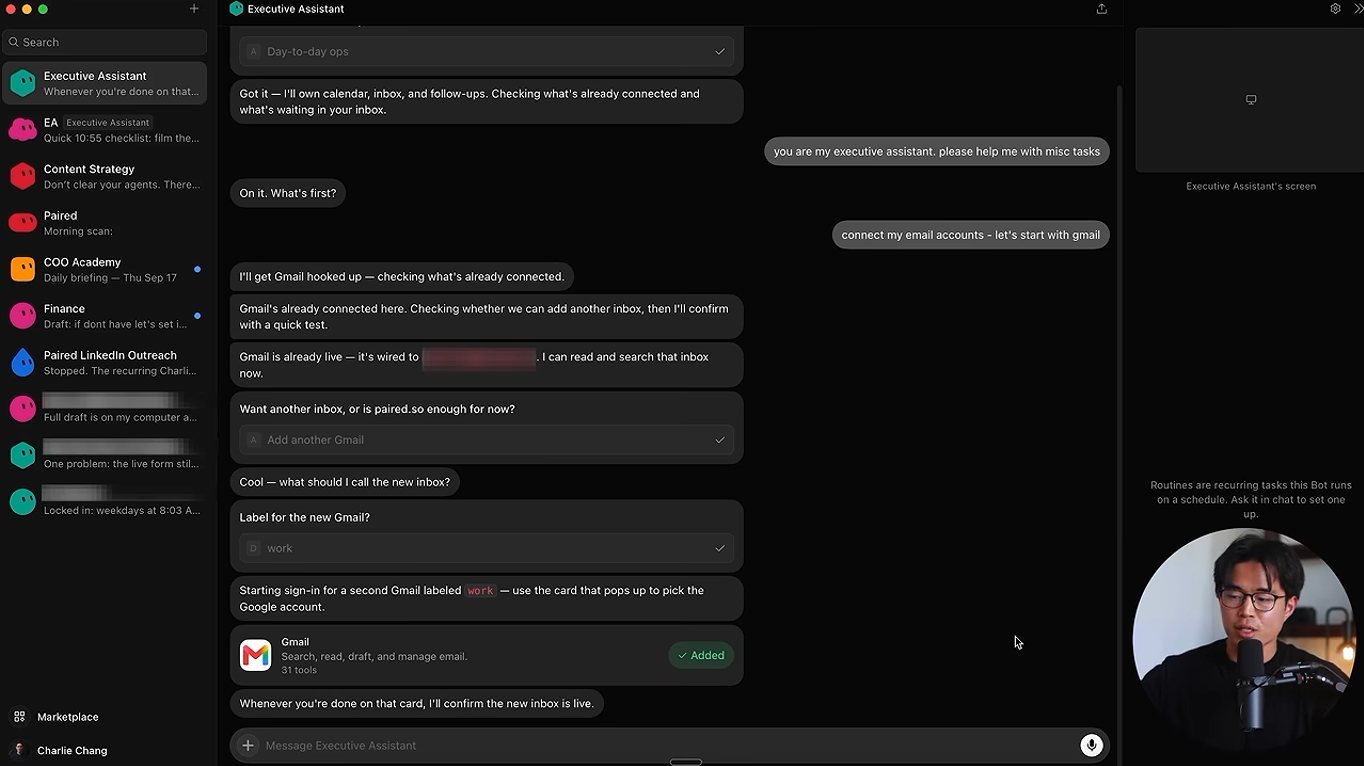 Executive Assistant
Search
Executive Assistant
Whenever you're done on that…
EA Executive Assistant
Quick 10:55 checklist: film the…
Content Strategy
Don't clear your agents. There…
Paired
Morning scan:
COO Academy
Daily briefing — Thu Sep 17
Finance
Draft: if dont have let's set i…
Paired LinkedIn Outreach
Stopped. The recurring Charli…
Full draft is on my computer a…
One problem: the live form stil…
Locked in: weekdays at 8:03 A…
Marketplace
Charlie Chang
A Day-to-day ops
Got it — I'll own calendar, inbox, and follow-ups. Checking what's already connected and
what's waiting in your inbox.
you are my executive assistant. please help me with misc tasks
On it. What's first?
connect my email accounts - let's start with gmail
I'll get Gmail hooked up — checking what's already connected.
Gmail's already connected here. Checking whether we can add another inbox, then I'll confirm
with a quick test.
Gmail is already live — it's wired to . I can read and search that inbox
now.
Want another inbox, or is paired.so enough for now?
A Add another Gmail
Cool — what should I call the new inbox?
Label for the new Gmail?
D work
Starting sign-in for a second Gmail labeled work — use the card that pops up to pick the
Google account.
Gmail
Search, read, draft, and manage email.
31 tools
Added
Whenever you're done on that card, I'll confirm the new inbox is live.
Message Executive Assistant
Executive Assistant's screen
Routines are recurring tasks this Bot runs
on a schedule. Ask it in chat to set one
up.